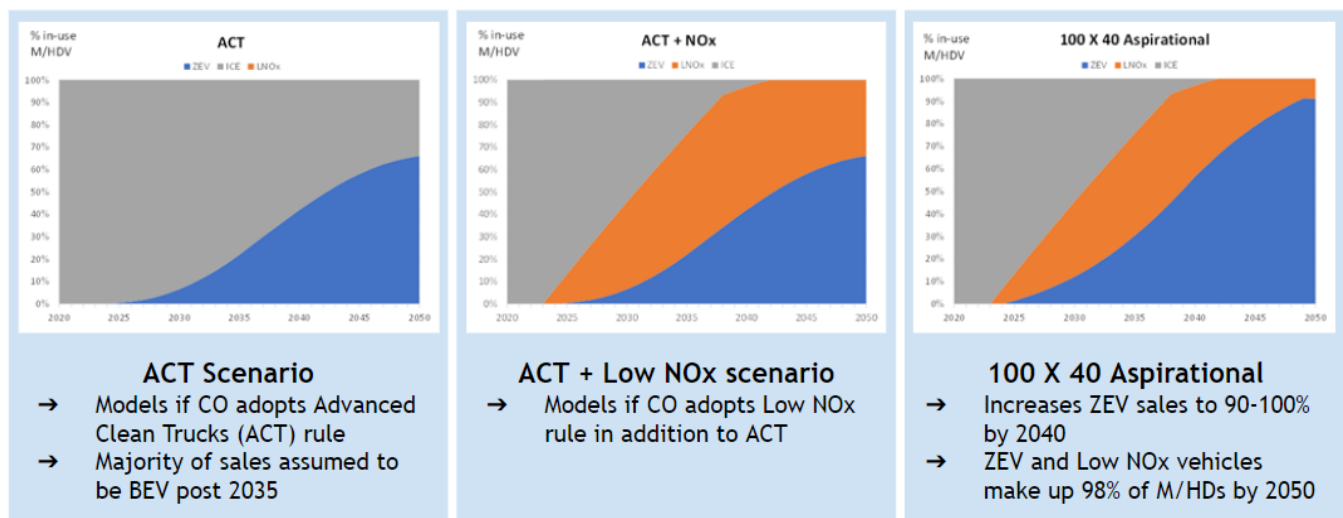 % in-use
M/HDV
ACT
ZEV ICE LNOx
100%
90%
80%
70%
60%
50%
40%
30%
20%
10%
0%
2020 2025 2030 2035 2040 2045 2050
ACT Scenario
➔ Models if CO adopts Advanced
Clean Trucks (ACT) rule
➔ Majority of sales assumed to
be BEV post 2035
% in-use
M/HDV
ACT + NOx
ZEV LNOx ICE
100%
90%
80%
70%
60%
50%
40%
30%
20%
10%
0%
2020 2025 2030 2035 2040 2045 2050
ACT + Low NOx scenario
➔ Models if CO adopts Low NOx
rule in addition to ACT
% in-use
M/HDV
100 X 40 Aspirational
ZEV LNOx ICE
100%
90%
80%
70%
60%
50%
40%
30%
20%
10%
0%
2020 2025 2030 2035 2040 2045 2050
100 X 40 Aspirational
➔ Increases ZEV sales to 90-100%
by 2040
➔ ZEV and Low NOx vehicles
make up 98% of M/HDs by 2050